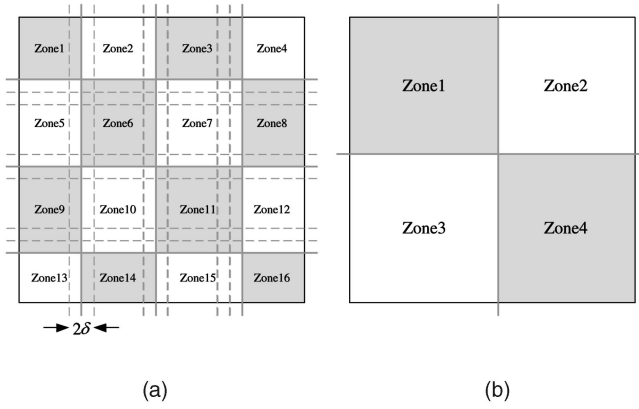 Zone1 Zone2 Zone3 Zone4
Zone5 Zone6 Zone7 Zone8
Zone9 Zone10 Zone11 Zone12
Zone13 Zone14 Zone15 Zone16
2δ
(a)
Zone1 Zone2
Zone3 Zone4
(b)